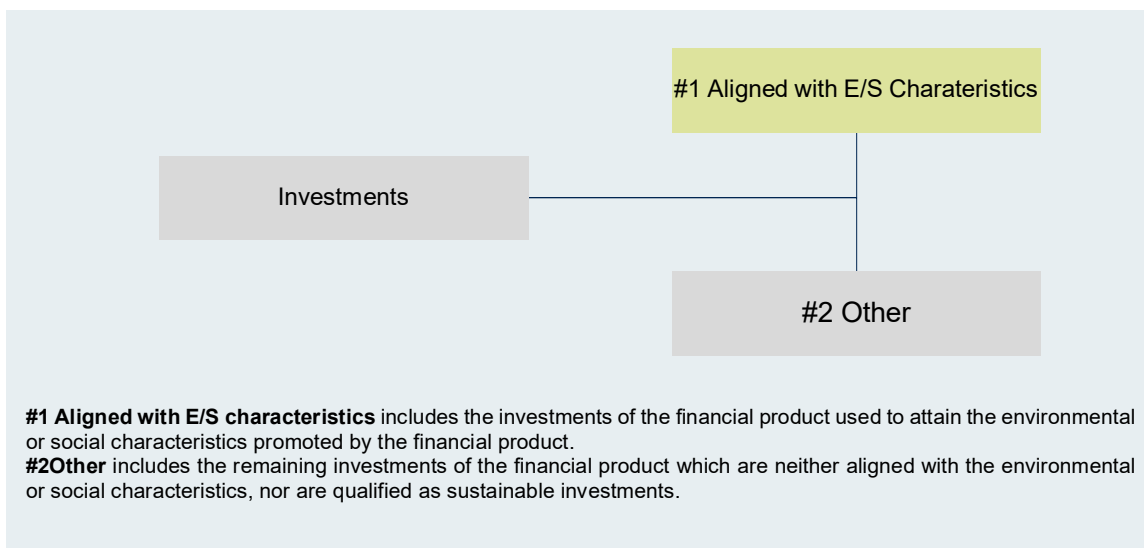 #1 Aligned with E/S Charateristics
Investments
#2 Other
#1 Aligned with E/S characteristics includes the investments of the financial product used to attain the environmental
or social characteristics promoted by the financial product.
#2Other includes the remaining investments of the financial product which are neither aligned with the environmental
or social characteristics, nor are qualified as sustainable investments.